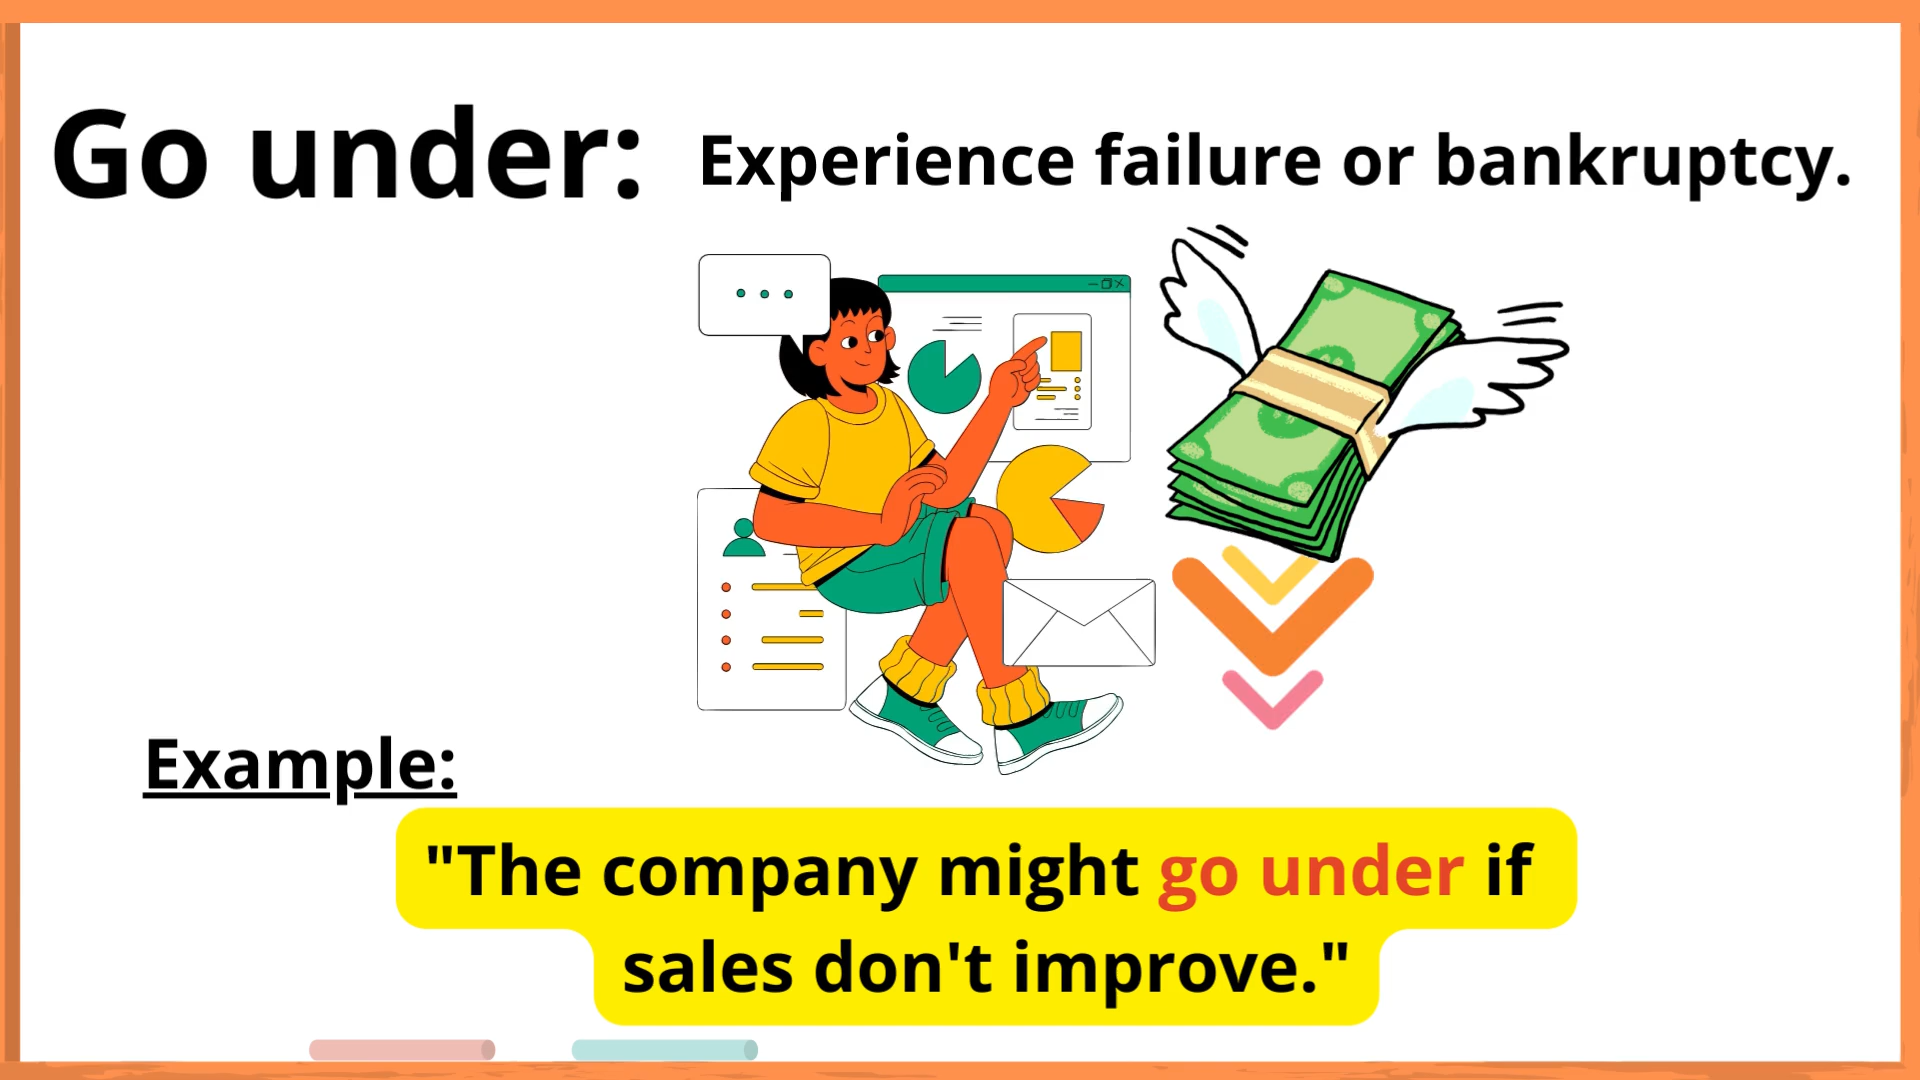 Go under: Experience failure or bankruptcy.
Example:
"The company might go under if
sales don't improve."